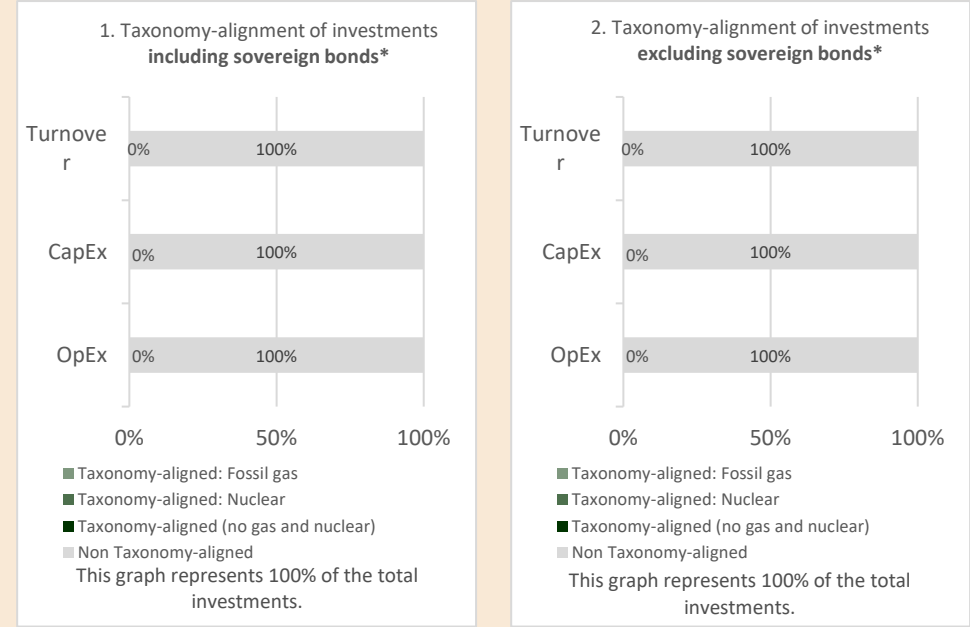 1. Taxonomy-alignment of investments
including sovereign bonds*
Turnove
r
0%
100%
CapEx
0%
100%
OpEx
0%
100%
0%
50%
100%
Taxonomy-aligned: Fossil gas
Taxonomy-aligned: Nuclear
Taxonomy-aligned (no gas and nuclear)
Non Taxonomy-aligned
This graph represents 100% of the total
investments.
2. Taxonomy-alignment of investments
excluding sovereign bonds*
Turnove
r
0%
100%
CapEx
0%
100%
OpEx
0%
100%
0%
50%
100%
Taxonomy-aligned: Fossil gas
Taxonomy-aligned: Nuclear
Taxonomy-aligned (no gas and nuclear)
Non Taxonomy-aligned
This graph represents 100% of the total
investments.